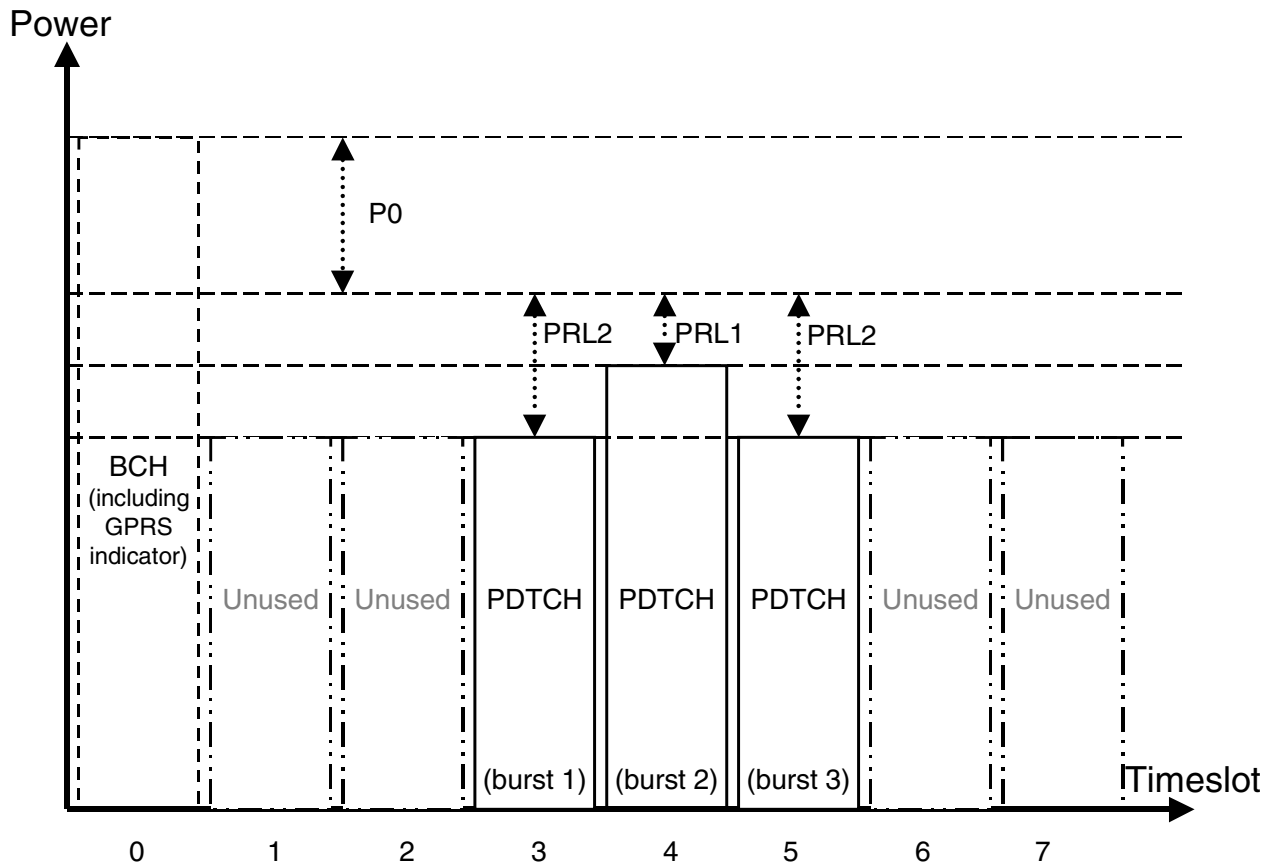 Power
P0
PRL2
PRL1
PRL2
BCH
(including
GPRS
indicator)
Unused
Unused
PDTCH
PDTCH
PDTCH
Unused
Unused
(burst 1)
(burst 2)
(burst 3)
Timeslot
0
1
2
3
4
5
6
7